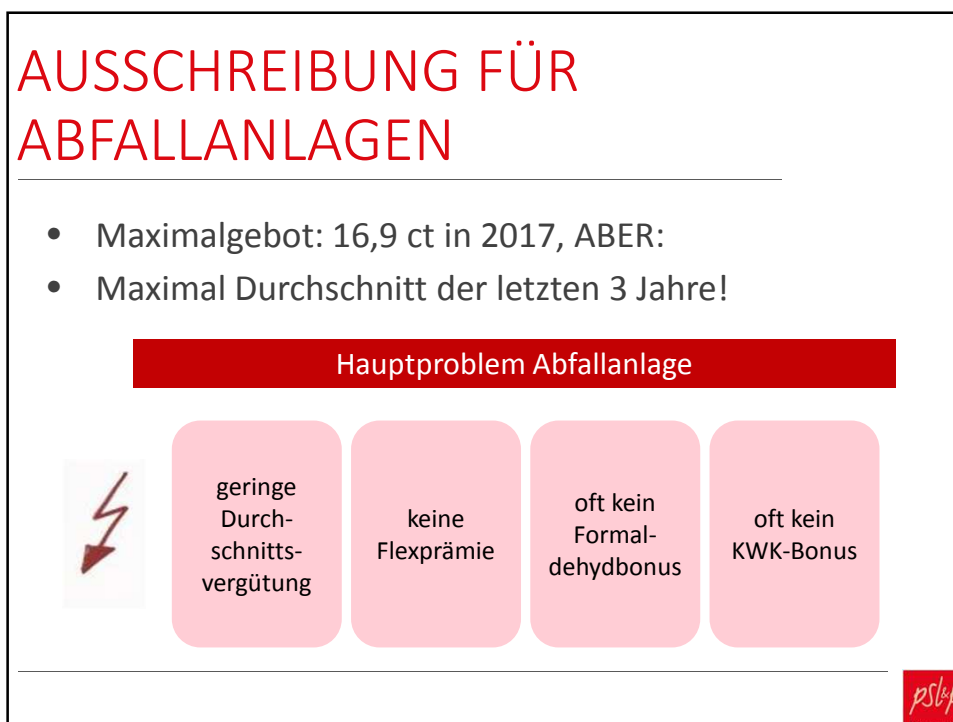 AUSSCHREIBUNG FÜR
ABFALLANLAGEN
• Maximalgebot: 16,9 ct in 2017, ABER:
• Maximal Durchschnitt der letzten 3 Jahre!
Hauptproblem Abfallanlage
geringe
Durch-
schnitts-
vergütung
keine
Flexprämie
oft kein
Formal-
dehydbonus
oft kein
KWK-Bonus